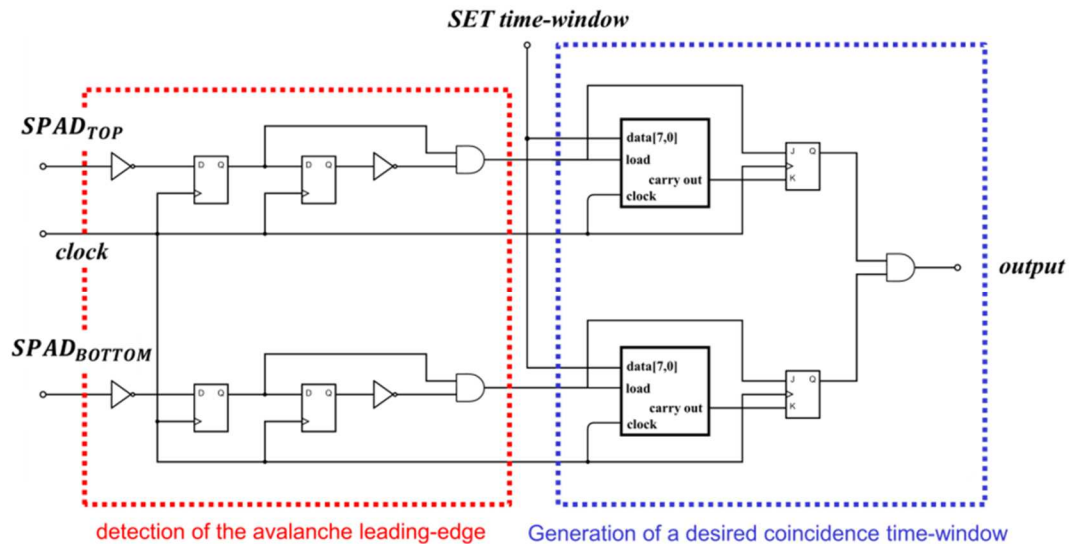 SET time-window
SPAD_TOP
clock
SPAD_BOTTOM
D Q
D Q
data[7,0]
load
carry out
clock
J Q
K
output
D Q
D Q
data[7,0]
load
carry out
clock
J Q
K
detection of the avalanche leading-edge
Generation of a desired coincidence time-window